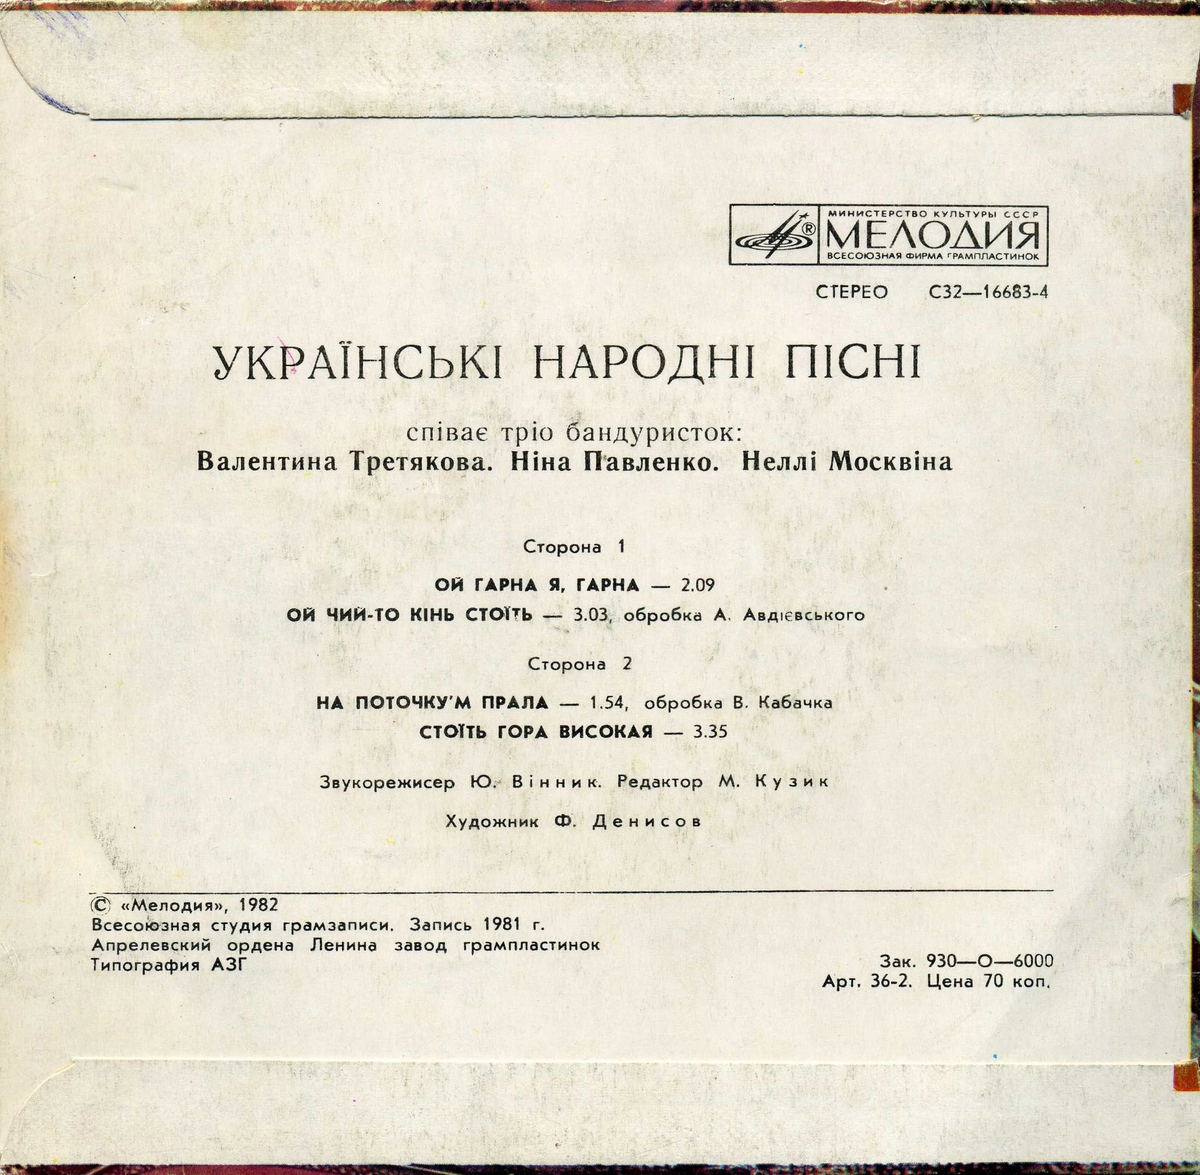 МИНИСТЕРСТВО КУЛЬТУРЫ СССР
МЕЛОДИЯ
®
ВСЕСОЮЗНАЯ ФИРМА ГРАМПЛАСТИНОК
СТЕРЕО С32—16683-4
УКРАЇНСЬКІ НАРОДНІ ПІСНІ
співає тріо бандуристок:
Валентина Третякова. Ніна Павленко. Неллі Москвіна
Сторона 1
ОЙ ГАРНА Я, ГАРНА — 2.09
ОЙ ЧИЙ-ТО КІНЬ СТОЇТЬ — 3.03, обробка А. Авдієвського
Сторона 2
НА ПОТОЧКУ'М ПРАЛА — 1.54, обробка В. Кабачка
СТОЇТЬ ГОРА ВИСОКАЯ — 3.35
Звукорежисер Ю. Вінник. Редактор М. Кузик
Художник Ф. Денисов
© «Мелодия», 1982
Всесоюзная студия грамзаписи. Запись 1981 г.
Апрелевский ордена Ленина завод грампластинок
Типография АЗГ
Зак. 930—О—6000
Арт. 36-2. Цена 70 коп.